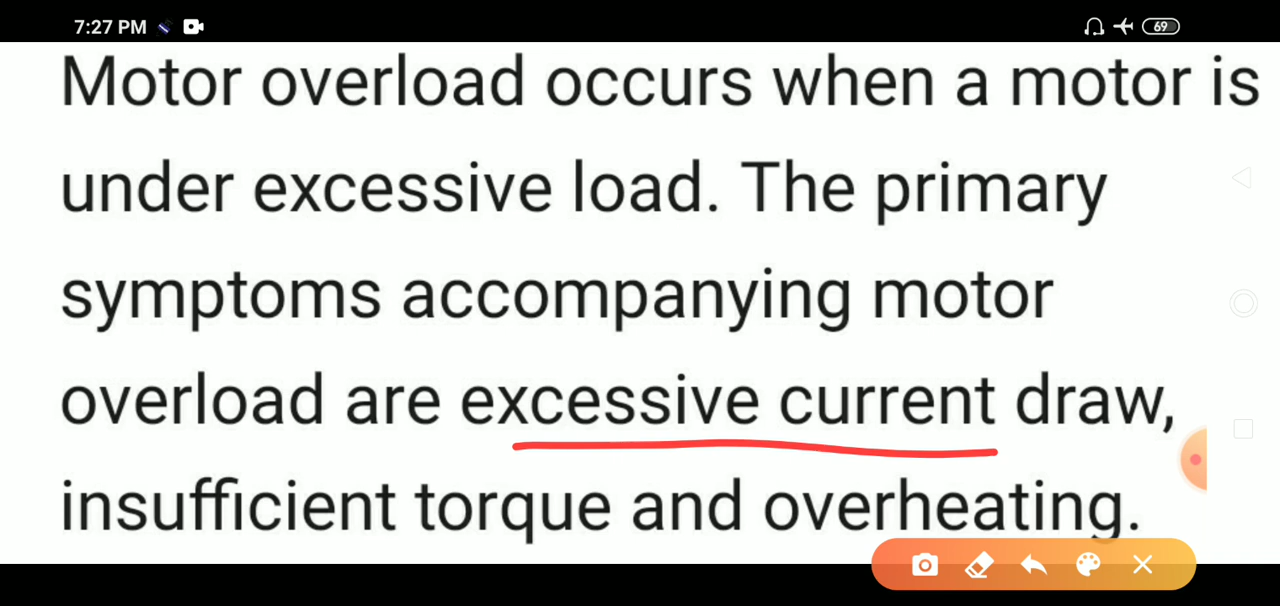 7:27 PM
69
Motor overload occurs when a motor is
under excessive load. The primary
symptoms accompanying motor
overload are excessive current draw,
insufficient torque and overheating.